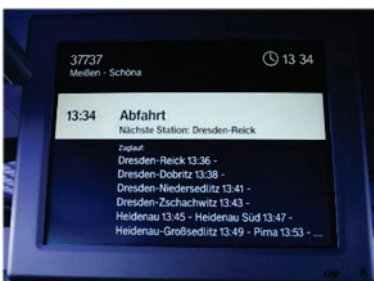 37737
13 34
Meißen - Schöna
13:34 Abfahrt
Nächste Station: Dresden-Reick
Zuglauf:
Dresden-Reick 13:36 -
Dresden-Dobritz 13:38 -
Dresden-Niedersedlitz 13:41 -
Dresden-Zschachwitz 13:43 -
Heidenau 13:45 - Heidenau Süd 13:47 -
Heidenau-Großsedlitz 13:49 - Pirna 13:53 - ...